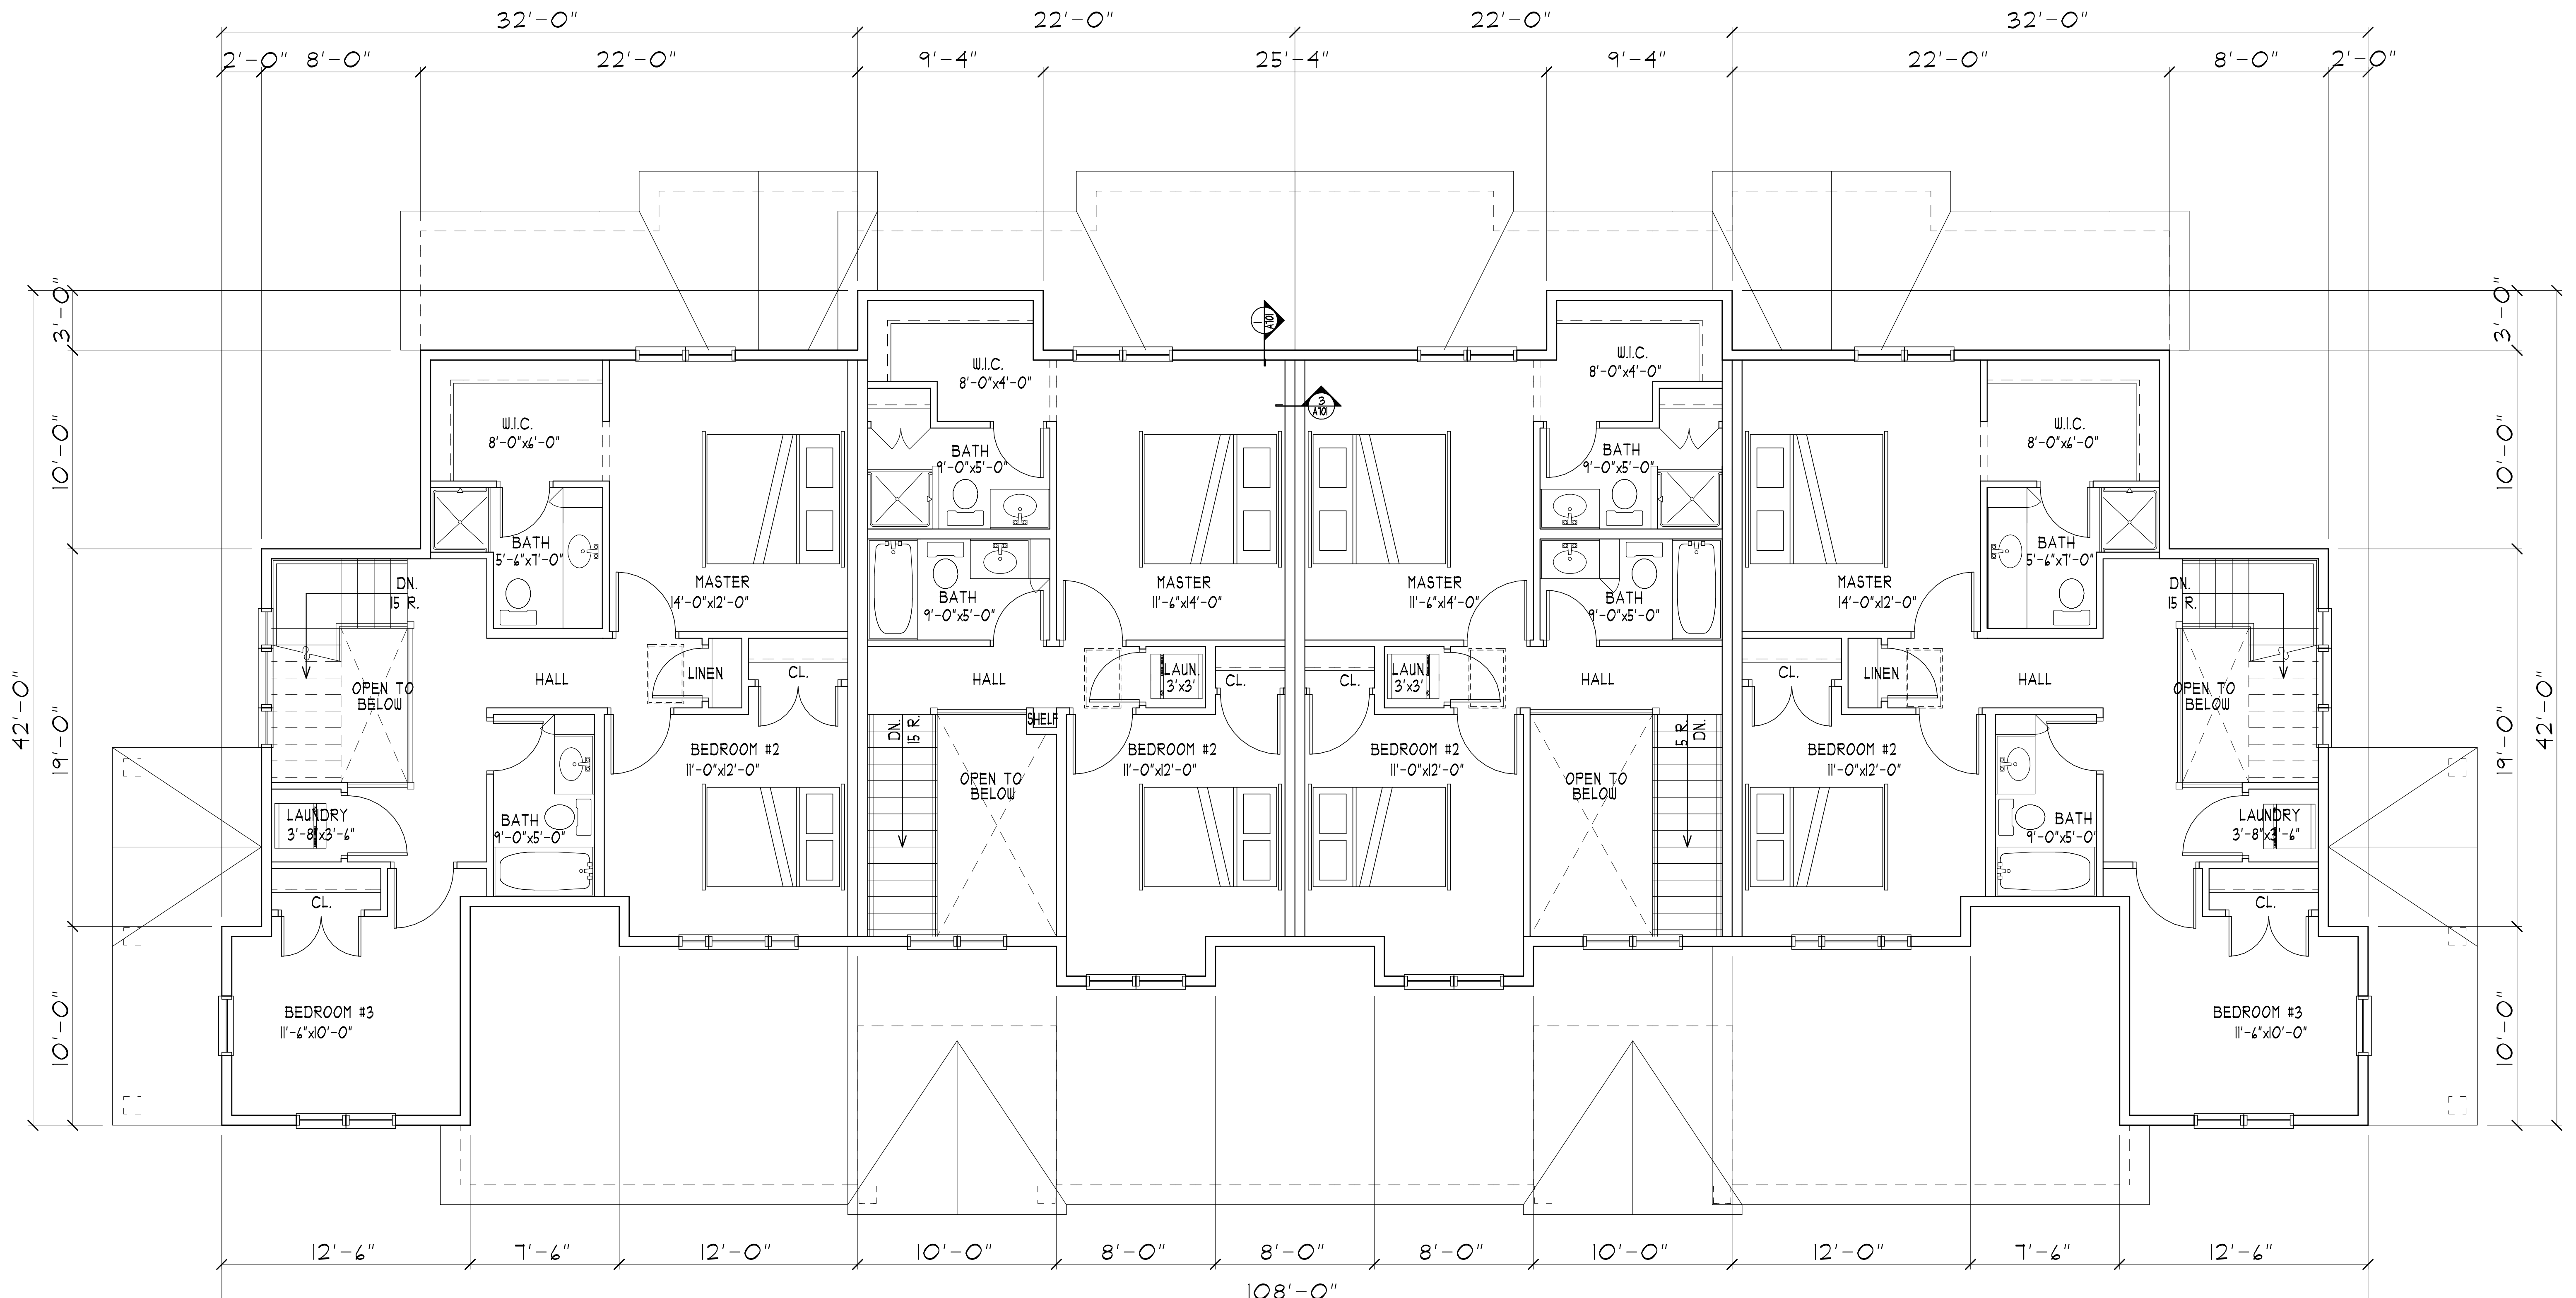 32'-0" 22'-0" 22'-0" 32'-0"
2'-0" 8'-0" 22'-0" 9'-4" 25'-4" 9'-4" 22'-0" 8'-0" 2'-0"
3'-0"
10'-0"
19'-0"
10'-0"
42'-0"
W.I.C.
8'-0"x6'-0"
BATH
5'-6"x7'-0"
MASTER
14'-0"x12'-0"
DN.
15 R.
OPEN TO
BELOW
HALL
LINEN
CL.
LAUNDRY
3'-8"x3'-6"
BATH
9'-0"x5'-0"
BEDROOM #2
11'-0"x12'-0"
CL.
BEDROOM #3
11'-6"x10'-0"
W.I.C.
8'-0"x4'-0"
BATH
9'-0"x5'-0"
BATH
9'-0"x5'-0"
MASTER
11'-6"x14'-0"
HALL
LAUN.
3'x3'
CL.
SHELF
DN.
15 R.
OPEN TO
BELOW
BEDROOM #2
11'-0"x12'-0"
1
A701
3
A701
W.I.C.
8'-0"x4'-0"
BATH
9'-0"x5'-0"
MASTER
11'-6"x14'-0"
BATH
9'-0"x5'-0"
CL.
LAUN.
3'x3'
HALL
BEDROOM #2
11'-0"x12'-0"
OPEN TO
BELOW
15 R.
DN.
W.I.C.
8'-0"x6'-0"
BATH
5'-6"x7'-0"
MASTER
14'-0"x12'-0"
DN.
15 R.
CL.
LINEN
HALL
OPEN TO
BELOW
BEDROOM #2
11'-0"x12'-0"
BATH
9'-0"x5'-0"
LAUNDRY
3'-8"x3'-6"
CL.
BEDROOM #3
11'-6"x10'-0"
3'-0"
10'-0"
19'-0"
10'-0"
42'-0"
12'-6" 7'-6" 12'-0" 10'-0" 8'-0" 8'-0" 8'-0" 10'-0" 12'-0" 7'-6" 12'-6"
108'-0"